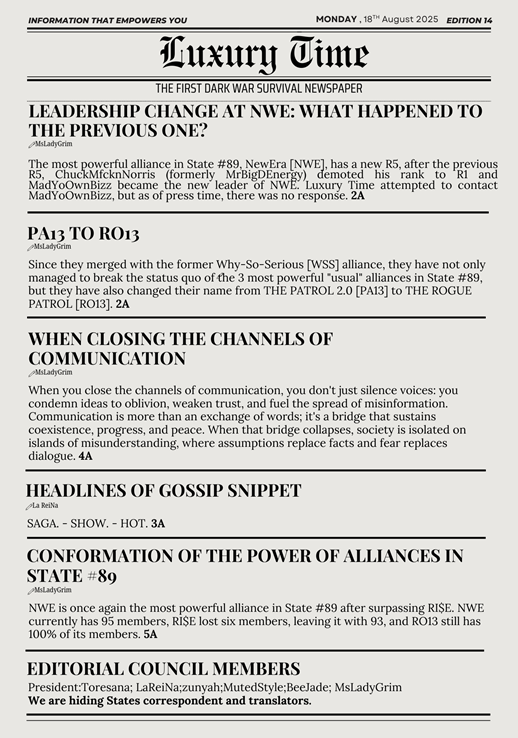 INFORMATION THAT EMPOWERS YOU
MONDAY , 18TH August 2025 EDITION 14
Luxury Time
THE FIRST DARK WAR SURVIVAL NEWSPAPER
LEADERSHIP CHANGE AT NWE: WHAT HAPPENED TO
THE PREVIOUS ONE?
MsLadyGrim
The most powerful alliance in State #89, NewEra [NWE], has a new R5, after the previous
R5, ChuckMfcknNorris (formerly MrBigDEnergy) demoted his rank to R1 and
MadYoOwnBizz became the new leader of NWE. Luxury Time attempted to contact
MadYoOwnBizz, but as of press time, there was no response. 2A
PA13 TO RO13
MsLadyGrim
Since they merged with the former Why-So-Serious [WSS] alliance, they have not only
managed to break the status quo of the 3 most powerful "usual" alliances in State #89,
but they have also changed their name from THE PATROL 2.0 [PA13] to THE ROGUE
PATROL [RO13]. 2A
WHEN CLOSING THE CHANNELS OF
COMMUNICATION
MsLadyGrim
When you close the channels of communication, you don't just silence voices: you
condemn ideas to oblivion, weaken trust, and fuel the spread of misinformation.
Communication is more than an exchange of words; it's a bridge that sustains
coexistence, progress, and peace. When that bridge collapses, society is isolated on
islands of misunderstanding, where assumptions replace facts and fear replaces
dialogue. 4A
HEADLINES OF GOSSIP SNIPPET
La ReiNa
SAGA. - SHOW. - HOT. 3A
CONFORMATION OF THE POWER OF ALLIANCES IN
STATE #89
MsLadyGrim
NWE is once again the most powerful alliance in State #89 after surpassing RI$E. NWE
currently has 95 members, RI$E lost six members, leaving it with 93, and RO13 still has
100% of its members. 5A
EDITORIAL COUNCIL MEMBERS
President:Toresana; LaReiNa;zunyah;MutedStyle;BeeJade; MsLadyGrim
We are hiding States correspondent and translators.